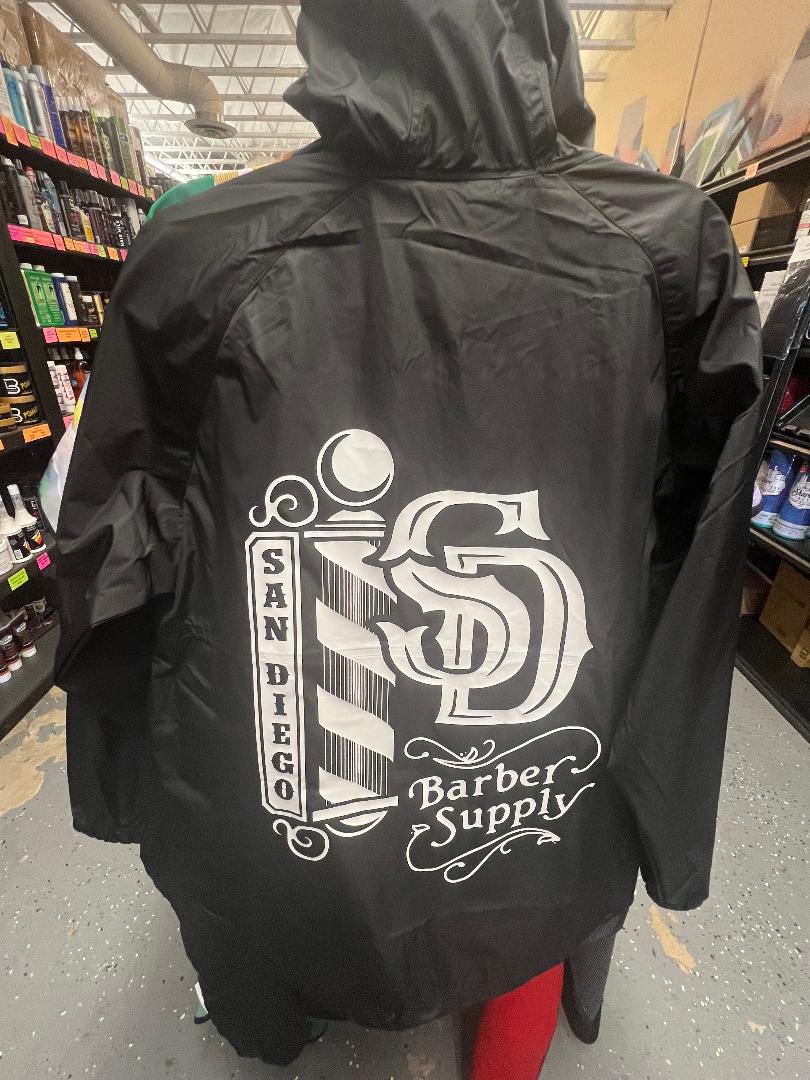 SAN DIEGO
SD
Barber
Supply